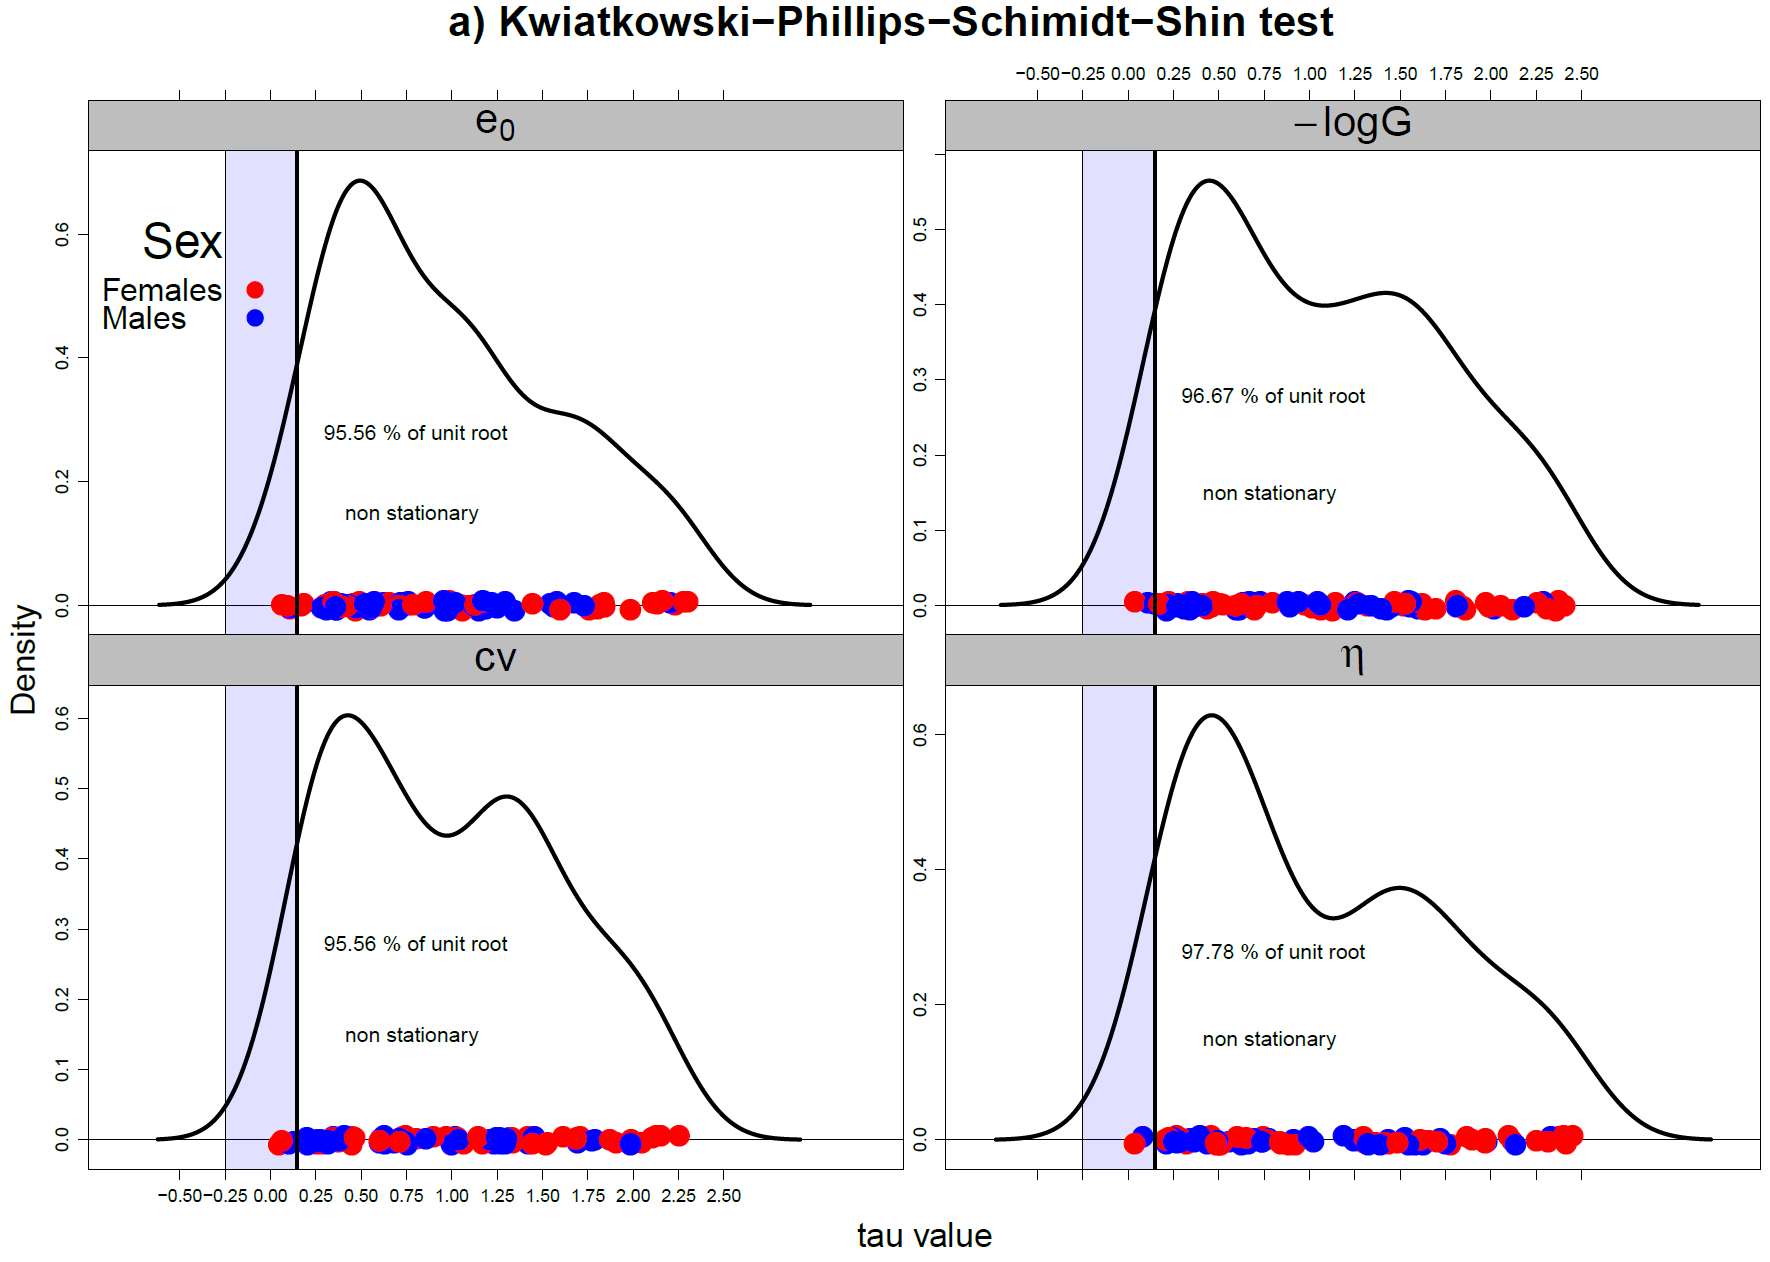 a) Kwiatkowski−Phillips−Schimidt−Shin test
−0.50 −0.25 0.00 0.25 0.50 0.75 1.00 1.25 1.50 1.75 2.00 2.25 2.50
e0
−logG
Sex
Females
Males
0.0 0.2 0.4 0.6
95.56 % of unit root
non stationary
0.0 0.1 0.2 0.3 0.4 0.5
96.67 % of unit root
non stationary
Density
cv
η
0.0 0.1 0.2 0.3 0.4 0.5 0.6
95.56 % of unit root
non stationary
0.0 0.2 0.4 0.6
97.78 % of unit root
non stationary
−0.50 −0.25 0.00 0.25 0.50 0.75 1.00 1.25 1.50 1.75 2.00 2.25 2.50
tau value